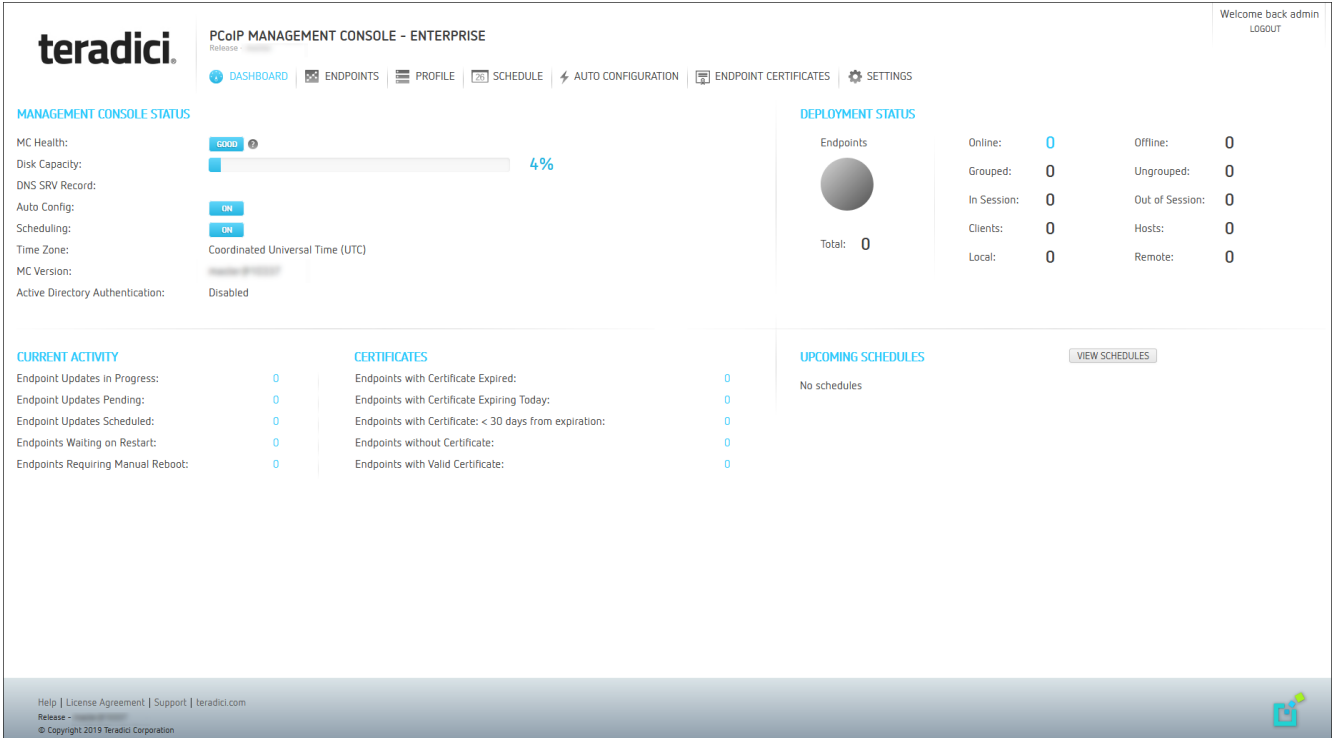 Welcome back admin
LOGOUT
teradici®
PCoIP MANAGEMENT CONSOLE - ENTERPRISE
Release -
DASHBOARD ENDPOINTS PROFILE 26 SCHEDULE AUTO CONFIGURATION ENDPOINT CERTIFICATES SETTINGS
MANAGEMENT CONSOLE STATUS
MC Health: GOOD ?
Disk Capacity: 4%
DNS SRV Record:
Auto Config: ON
Scheduling: ON
Time Zone: Coordinated Universal Time (UTC)
MC Version:
Active Directory Authentication: Disabled
DEPLOYMENT STATUS
Endpoints
Total: 0
Online: 0 Offline: 0
Grouped: 0 Ungrouped: 0
In Session: 0 Out of Session: 0
Clients: 0 Hosts: 0
Local: 0 Remote: 0
CURRENT ACTIVITY
Endpoint Updates in Progress: 0
Endpoint Updates Pending: 0
Endpoint Updates Scheduled: 0
Endpoints Waiting on Restart: 0
Endpoints Requiring Manual Reboot: 0
CERTIFICATES
Endpoints with Certificate Expired: 0
Endpoints with Certificate Expiring Today: 0
Endpoints with Certificate: < 30 days from expiration: 0
Endpoints without Certificate: 0
Endpoints with Valid Certificate: 0
UPCOMING SCHEDULES VIEW SCHEDULES
No schedules
Help | License Agreement | Support | teradici.com
Release -
© Copyright 2019 Teradici Corporation